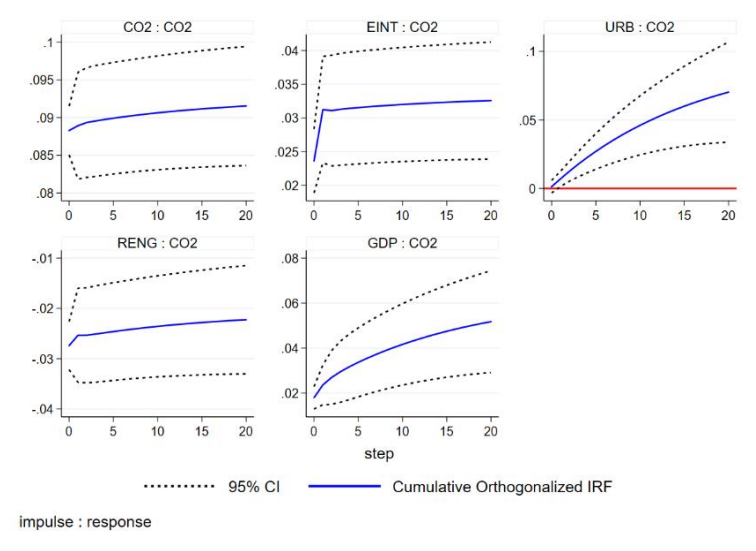 CO2 : CO2
.1
.095
.09
.085
.08
0 5 10 15 20
EINT : CO2
.04
.035
.03
.025
.02
0 5 10 15 20
URB : CO2
.1
.05
0
0 5 10 15 20
RENG : CO2
-.01
-.02
-.03
-.04
0 5 10 15 20
GDP : CO2
.08
.06
.04
.02
0 5 10 15 20
step
95% CI Cumulative Orthogonalized IRF
impulse : response